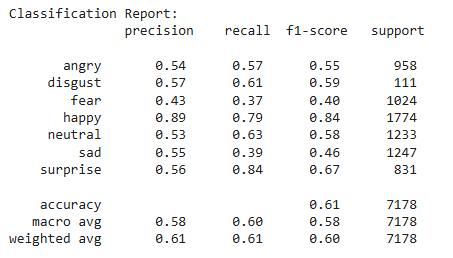 Classification Report:
precision recall f1-score support
angry 0.54 0.57 0.55 958
disgust 0.57 0.61 0.59 111
fear 0.43 0.37 0.40 1024
happy 0.89 0.79 0.84 1774
neutral 0.53 0.63 0.58 1233
sad 0.55 0.39 0.46 1247
surprise 0.56 0.84 0.67 831
accuracy 0.61 7178
macro avg 0.58 0.60 0.58 7178
weighted avg 0.61 0.61 0.60 7178